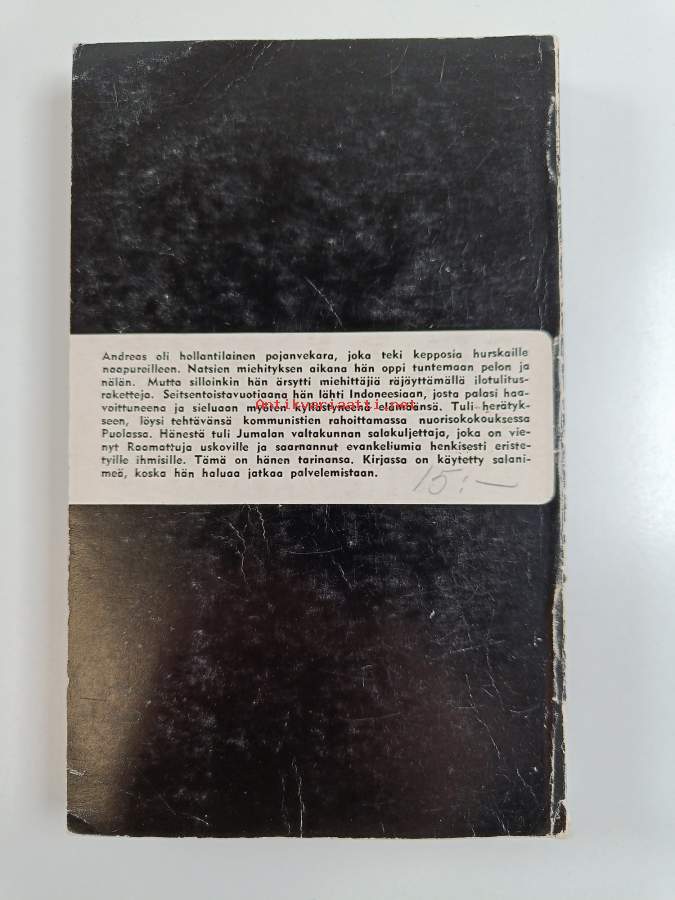 Andreas oli hollantilainen pojanvekara, joka teki kepposia hurskaille
naapureilleen. Natsien miehityksen aikana hän oppi tuntemaan pelon ja
nälän. Mutta silloinkin hän ärsytti miehittäjiä räjäyttämällä ilotulitus-
raketteja. Seitsentoistavuotiaana hän lähti Indoneesiaan, josta palasi haa-
voittuneena ja sieluaan myöten kyllästyneenä elämäänsä. Tuli herätyk-
Antikvariaatti.net
seen, löysi tehtävänsä kommunistien rahoittamassa nuorisokokouksessa
Puolassa. Hänestä tuli Jumalan valtakunnan salakuljettaja, joka on vie-
nyt Raamattuja uskoville ja saarnannut evankeliumia henkisesti eriste-
tyille ihmisille. Tämä on hänen tarinansa. Kirjassa on käytetty salani-
meä, koska hän haluaa jatkaa palvelemistaan.
15:-